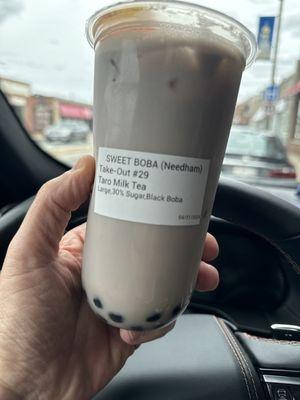 SWEET BOBA (Needham)
Take-Out #29
Taro Milk Tea
Large,30% Sugar,Black Boba